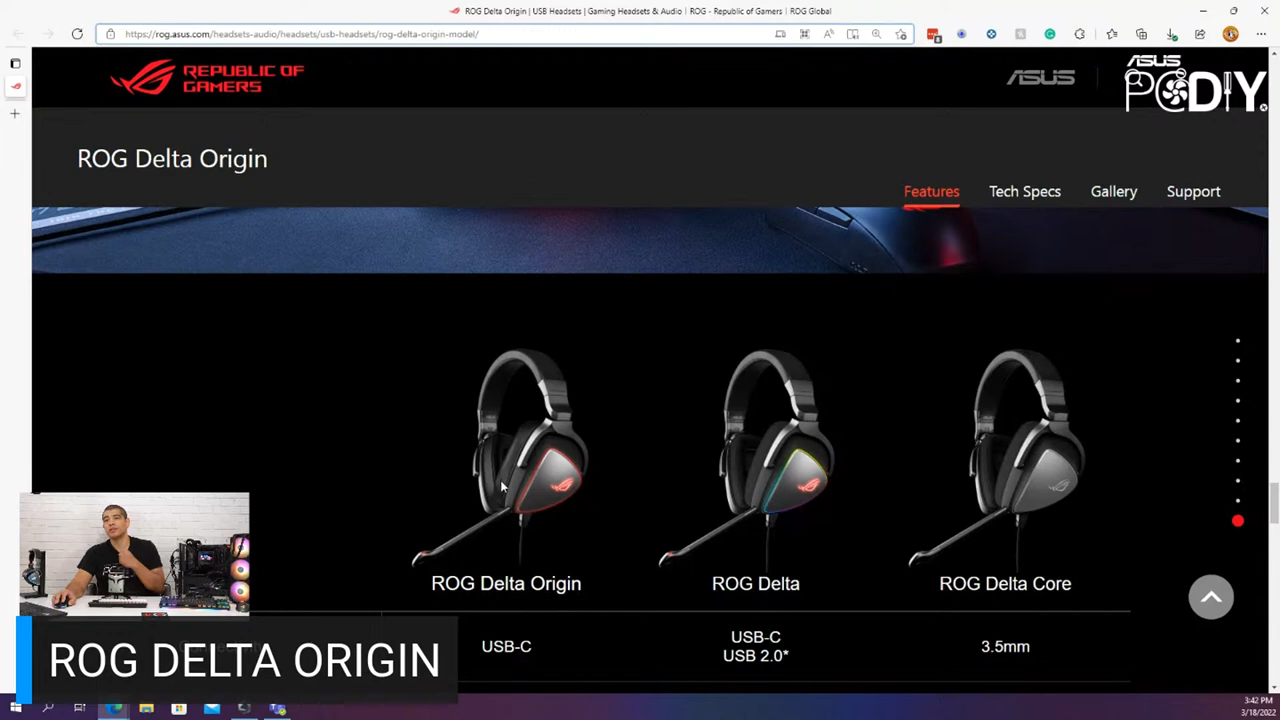 ROG Delta Origin | USB Headsets | Gaming Headsets & Audio | ROG - Republic of Gamers | ROG Global
https://rog.asus.com/headsets-audio/headsets/usb-headsets/rog-delta-origin-model/
REPUBLIC OF
GAMERS
ASUS
ASUS
PCDIY
ROG Delta Origin
Features
Tech Specs
Gallery
Support
ROG Delta Origin
ROG Delta
ROG Delta Core
USB-C
USB-C
USB 2.0*
3.5mm
ROG DELTA ORIGIN
3:42 PM
3/18/2022